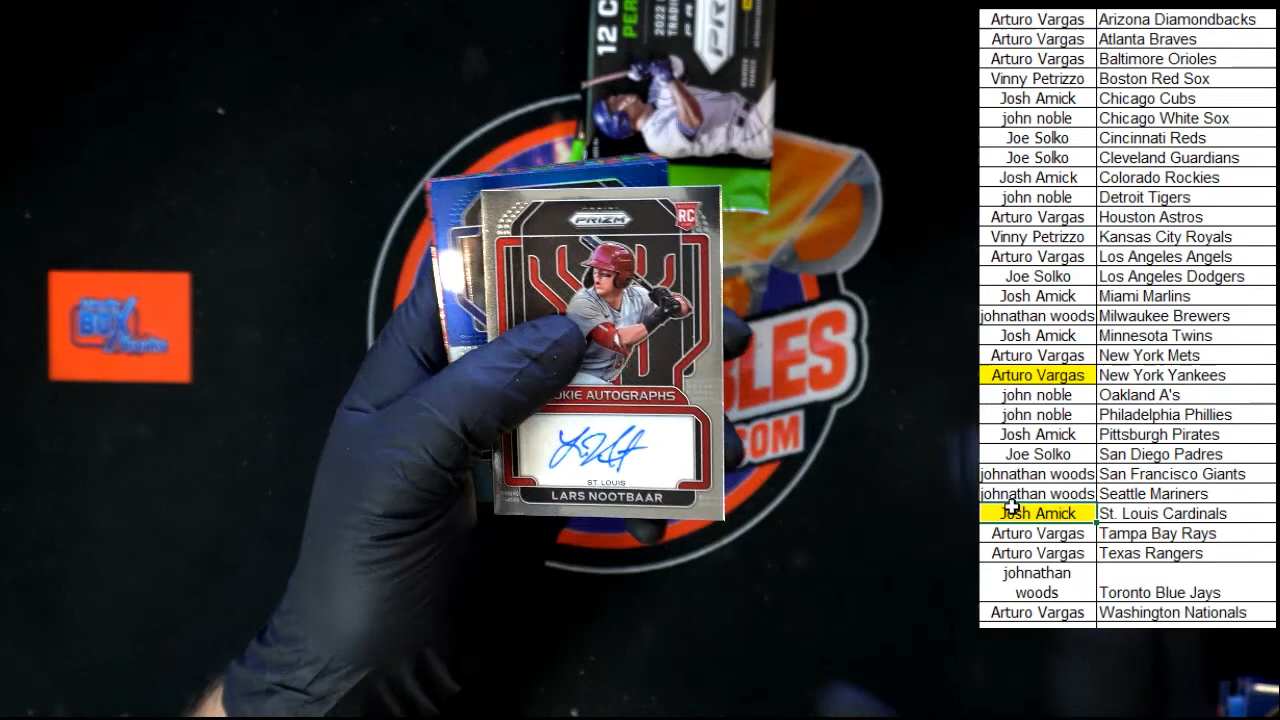 12 C
PER
2022
TRADI
PRI
PRIZM
RC
OKIE AUTOGRAPHS
ST. LOUIS
LARS NOOTBAAR
BOX
BLES
COM
Arturo Vargas Arizona Diamondbacks
Arturo Vargas Atlanta Braves
Arturo Vargas Baltimore Orioles
Vinny Petrizzo Boston Red Sox
Josh Amick Chicago Cubs
john noble Chicago White Sox
Joe Solko Cincinnati Reds
Joe Solko Cleveland Guardians
Josh Amick Colorado Rockies
john noble Detroit Tigers
Arturo Vargas Houston Astros
Vinny Petrizzo Kansas City Royals
Arturo Vargas Los Angeles Angels
Joe Solko Los Angeles Dodgers
Josh Amick Miami Marlins
johnathan woods Milwaukee Brewers
Josh Amick Minnesota Twins
Arturo Vargas New York Mets
Arturo Vargas New York Yankees
john noble Oakland A's
john noble Philadelphia Phillies
Josh Amick Pittsburgh Pirates
Joe Solko San Diego Padres
johnathan woods San Francisco Giants
johnathan woods Seattle Mariners
Josh Amick St. Louis Cardinals
Arturo Vargas Tampa Bay Rays
Arturo Vargas Texas Rangers
johnathan
woods Toronto Blue Jays
Arturo Vargas Washington Nationals